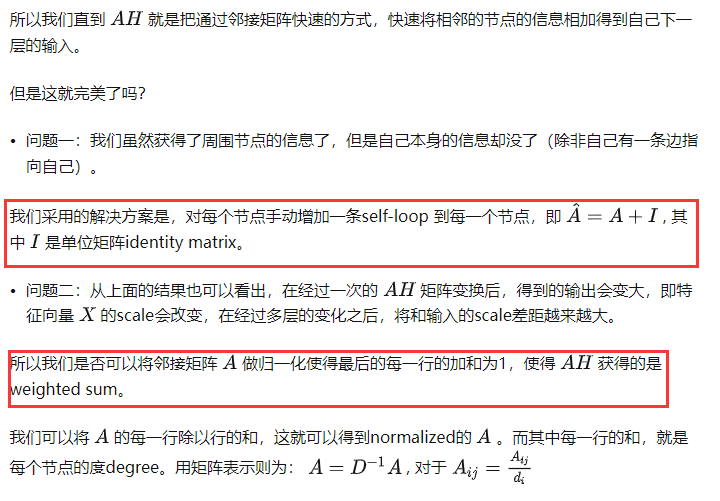 所以我们直到 AH 就是把通过邻接矩阵快速的方式，快速将相邻的节点的信息相加得到自己下一
层的输入。
但是这就完美了吗？
• 问题一：我们虽然获得了周围节点的信息了，但是自己本身的信息却没了（除非自己有一条边指
向自己）。
我们采用的解决方案是，对每个节点手动增加一条self-loop 到每一个节点，即 Â = A + I , 其
中 I 是单位矩阵identity matrix。
• 问题二：从上面的结果也可以看出，在经过一次的 AH 矩阵变换后，得到的输出会变大，即特
征向量 X 的scale会改变，在经过多层的变化之后，将和输入的scale差距越来越大。
所以我们是否可以将邻接矩阵 A 做归一化使得最后的每一行的加和为1，使得 AH 获得的是
weighted sum。
我们可以将 A 的每一行除以行的和，这就可以得到normalized的 A 。而其中每一行的和，就是
每个节点的度degree。用矩阵表示则为： A = D⁻¹A , 对于 A_{ij} = \frac{A_{ij}}{d_i}